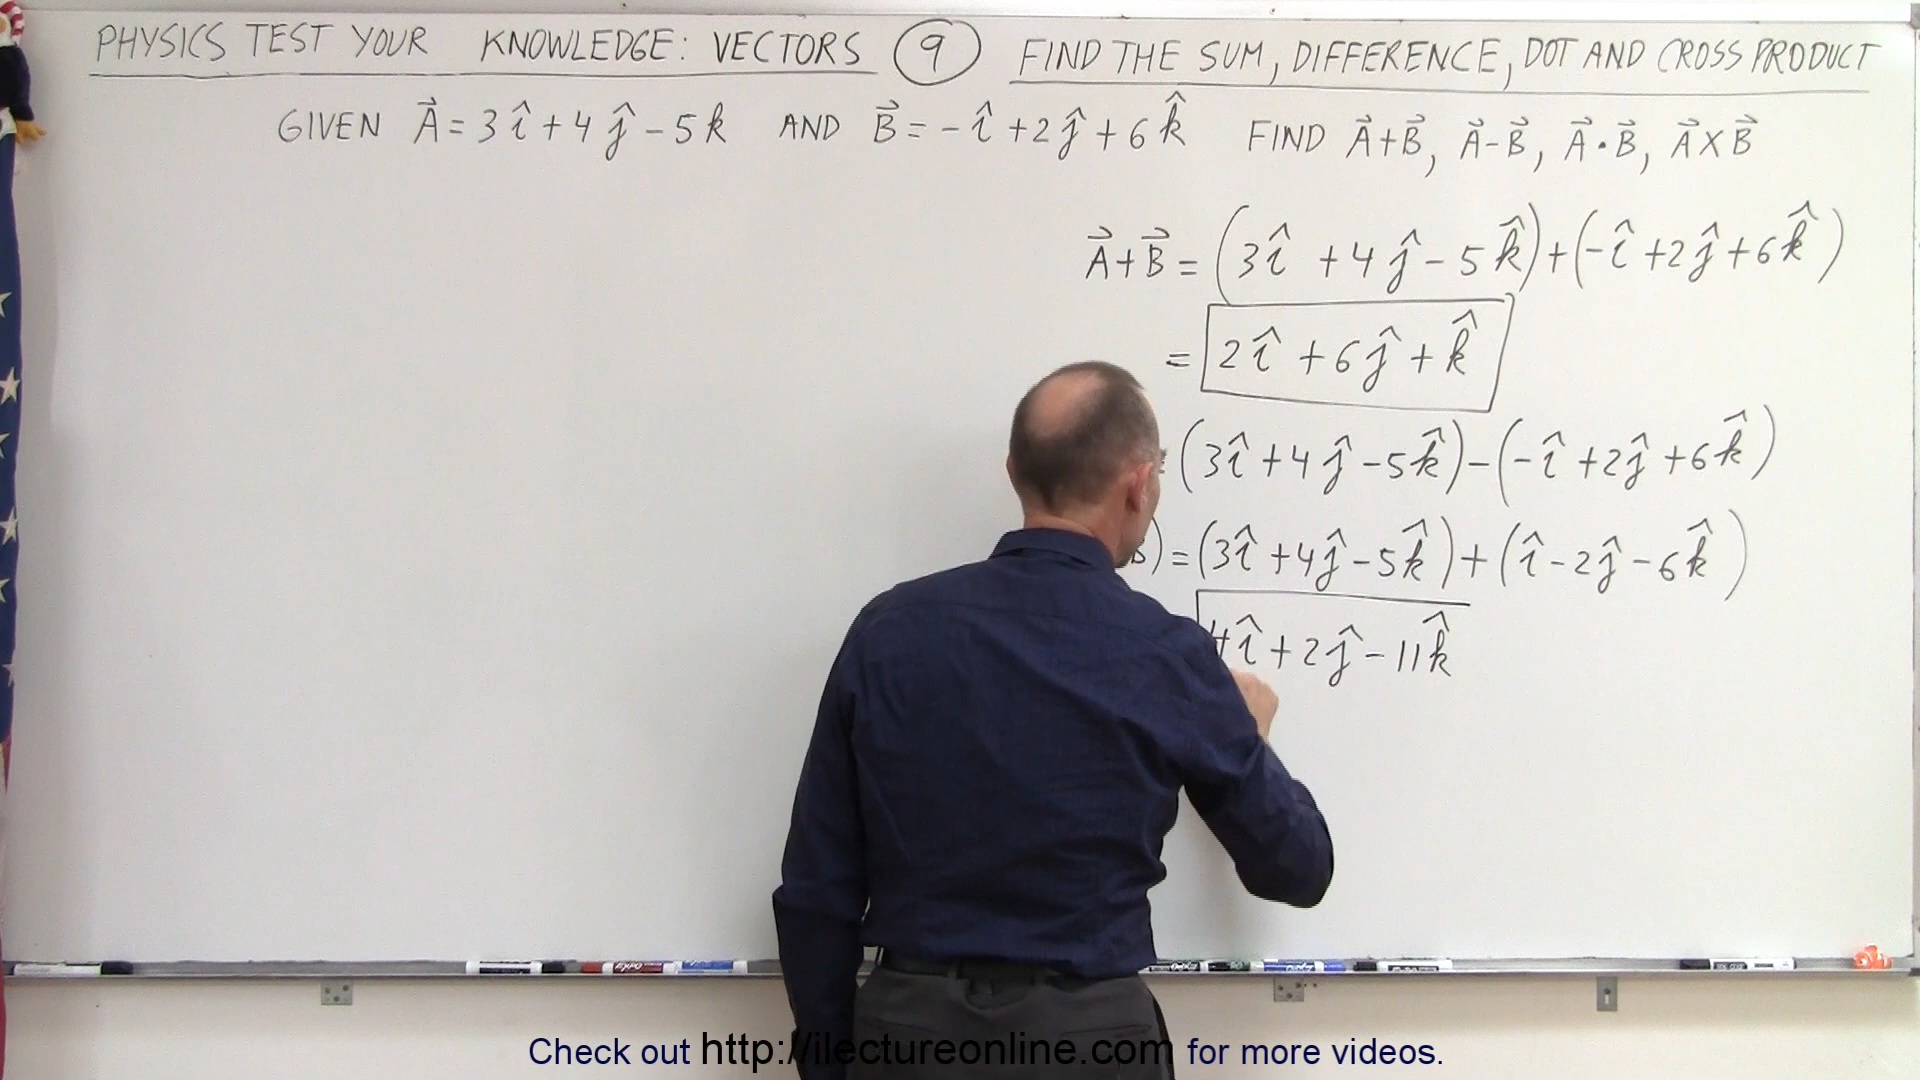 PHYSICS TEST YOUR KNOWLEDGE: VECTORS 9 FIND THE SUM, DIFFERENCE, DOT AND CROSS PRODUCT
GIVEN A⃗ = 3î + 4ĵ - 5k AND B⃗ = -î + 2ĵ + 6k̂ FIND A⃗+B⃗, A⃗-B⃗, A⃗·B⃗, A⃗XB⃗
A⃗+B⃗ = (3î + 4ĵ - 5k̂) + (-î + 2ĵ + 6k̂)
= 2î + 6ĵ + k̂
= (3î + 4ĵ - 5k̂) - (-î + 2ĵ + 6k̂)
B) = (3î + 4ĵ - 5k̂) + (î - 2ĵ - 6k̂)
4î + 2ĵ - 11k̂
Check out http://ilectureonline.com for more videos.